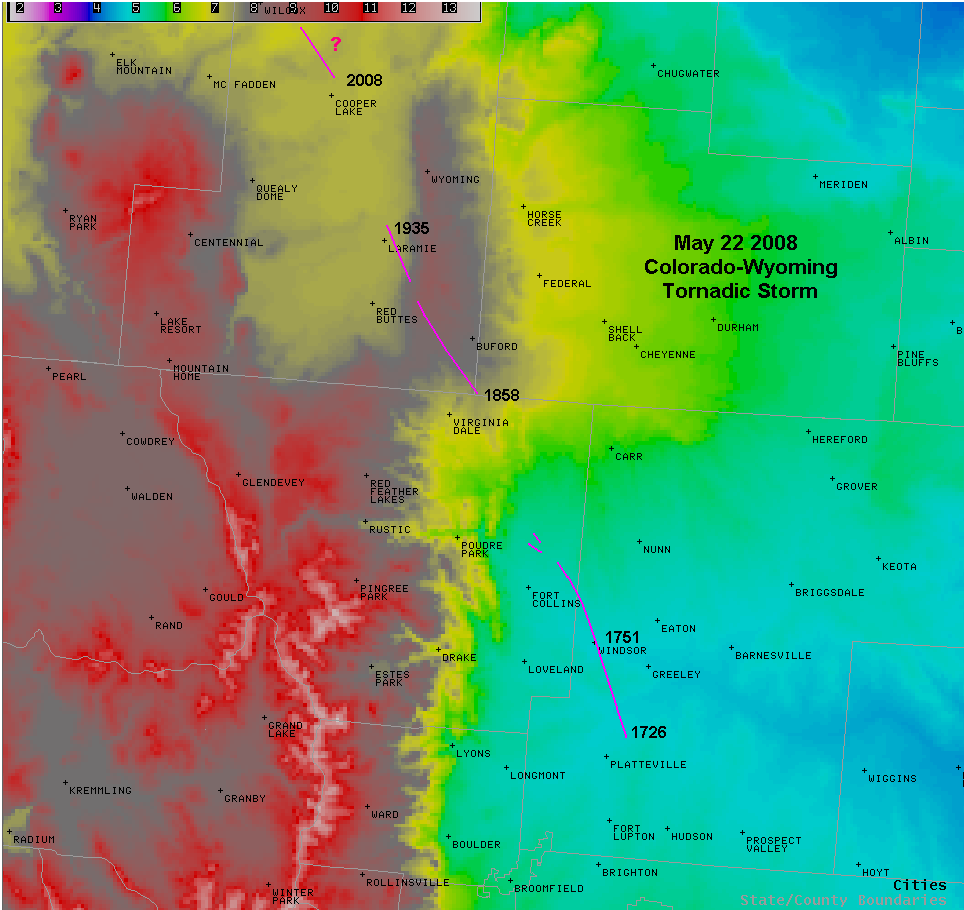 2 3 4 5 6 7 8 9 10 11 12 13
WILCOX
?
ELK
MOUNTAIN
MC FADDEN
2008
COOPER
LAKE
CHUGWATER
WYOMING
QUEALY
DOME
MERIDEN
RYAN
PARK
HORSE
CREEK
1935
CENTENNIAL
LARAMIE
ALBIN
May 22 2008
Colorado-Wyoming
Tornadic Storm
FEDERAL
RED
BUTTES
LAKE
RESORT
SHELL
BACK
DURHAM
B
BUFORD
CHEYENNE
PINE
BLUFFS
PEARL
MOUNTAIN
HOME
1858
VIRGINIA
DALE
COWDREY
HEREFORD
CARR
GLENDEVEY
RED
FEATHER
LAKES
WALDEN
GROVER
RUSTIC
POUDRE
PARK
NUNN
KEOTA
GOULD
PINGREE
PARK
FORT
COLLINS
BRIGGSDALE
RAND
EATON
1751
WINDSOR
BARNESVILLE
DRAKE
LOVELAND
GREELEY
ESTES
PARK
GRAND
LAKE
1726
LYONS
PLATTEVILLE
LONGMONT
WIGGINS
KREMMLING
GRANBY
WARD
RADIUM
BOULDER
FORT
LUPTON
HUDSON
PROSPECT
VALLEY
BRIGHTON
HOYT
ROLLINSVILLE
BROOMFIELD
WINTER
PARK
Cities
State/County Boundaries